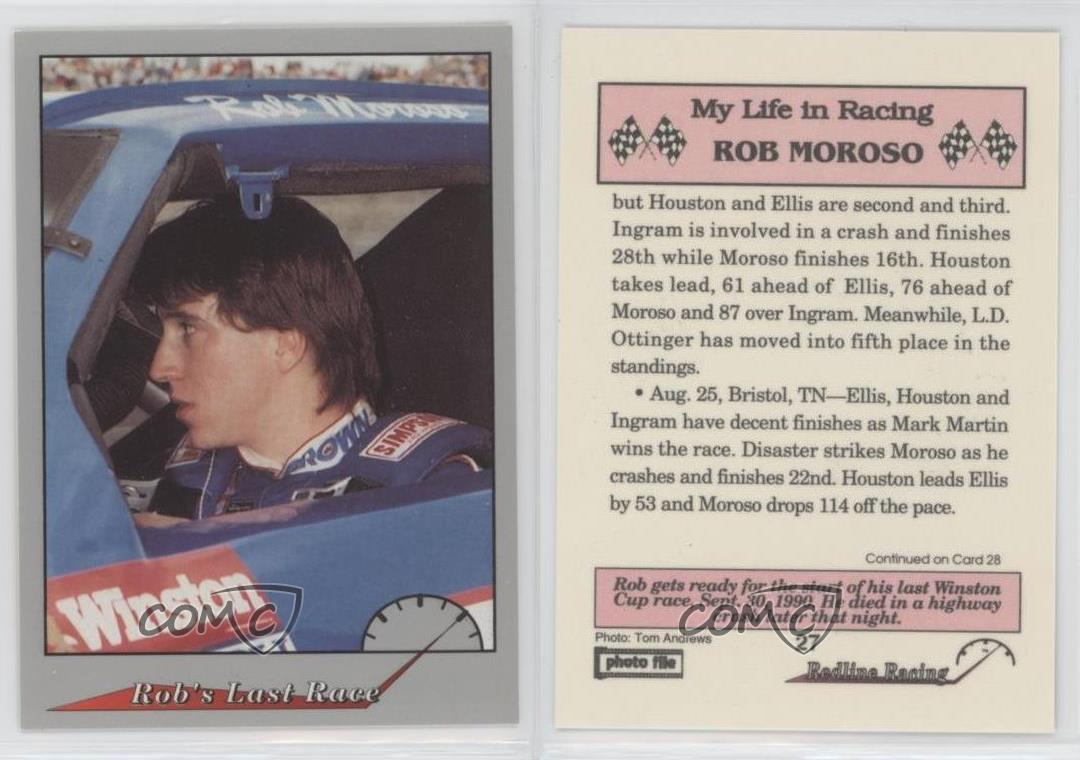 Rob Moroso
BROWN
SIMPSON
Winston
COMC
Rob's Last Race
My Life in Racing
ROB MOROSO
but Houston and Ellis are second and third.
Ingram is involved in a crash and finishes
28th while Moroso finishes 16th. Houston
takes lead, 61 ahead of Ellis, 76 ahead of
Moroso and 87 over Ingram. Meanwhile, L.D.
Ottinger has moved into fifth place in the
standings.
• Aug. 25, Bristol, TN—Ellis, Houston and
Ingram have decent finishes as Mark Martin
wins the race. Disaster strikes Moroso as he
crashes and finishes 22nd. Houston leads Ellis
by 53 and Moroso drops 114 off the pace.
Continued on Card 28
Rob gets ready for the start of his last Winston
Cup race, Sept. 30, 1990. He died in a highway
crash later that night.
COMC
Photo: Tom Andrews
27
photo file
Redline Racing